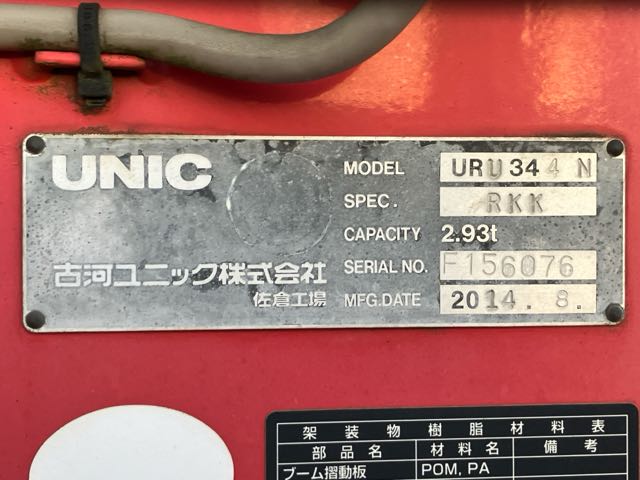 UNIC
MODEL URU344N
SPEC. RKK
CAPACITY 2.93t
古河ユニック株式会社
SERIAL NO. F156076
佐倉工場
MFG.DATE 2014.8.
架装物樹脂材料表
部品名 材料名 備考
ブーム摺動板 POM, PA